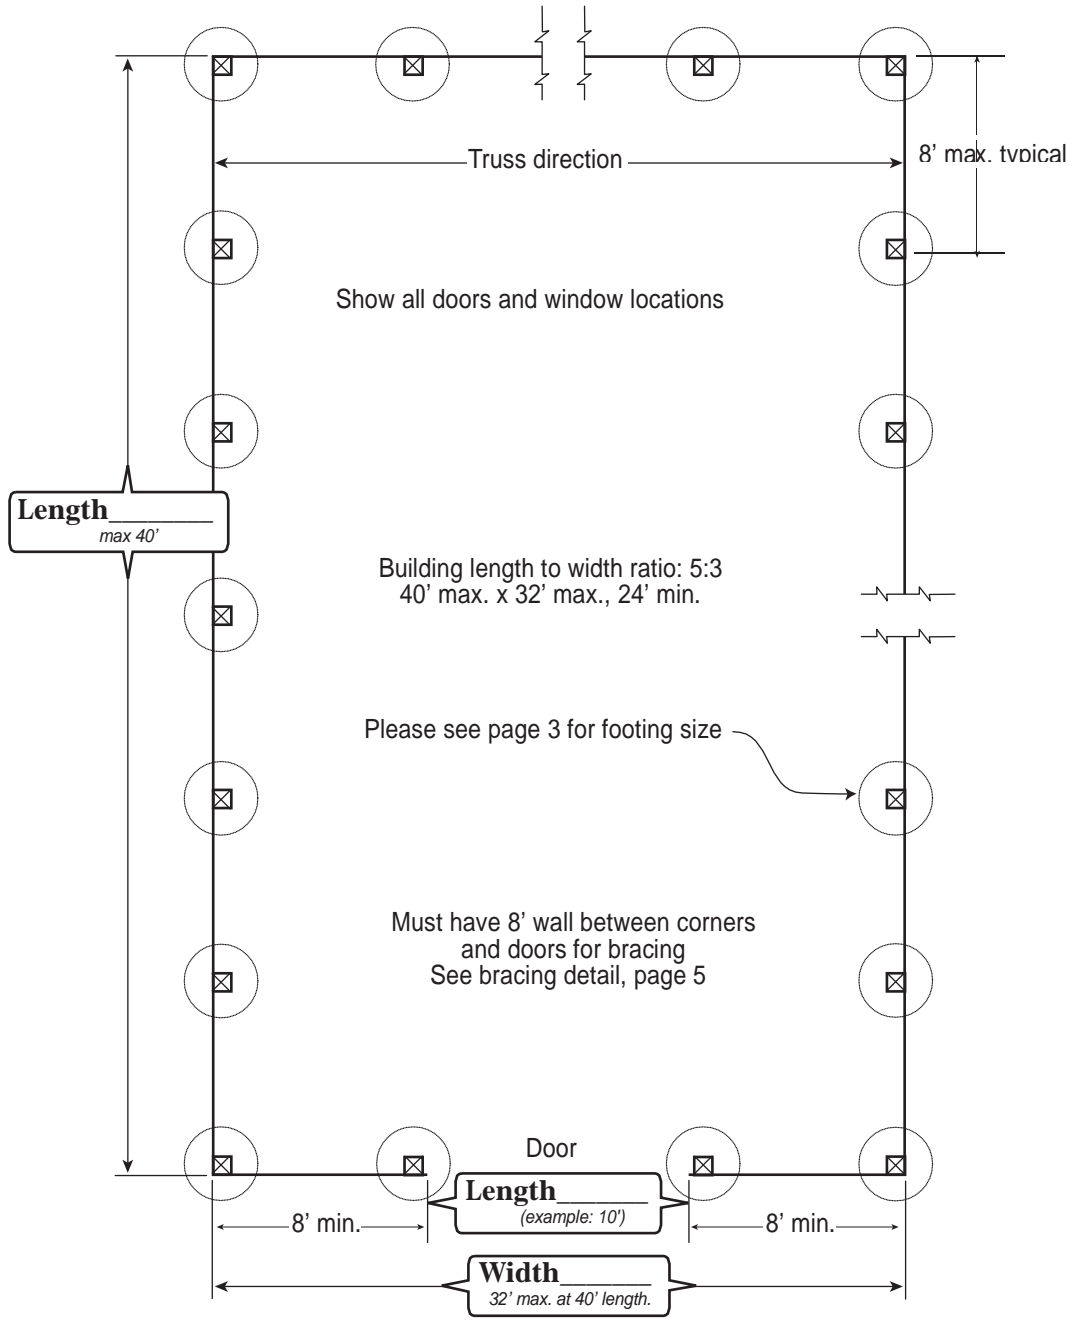 Truss direction
8’ max. typical
Show all doors and window locations
Length_______
max 40’
Building length to width ratio: 5:3
40’ max. x 32’ max., 24’ min.
Please see page 3 for footing size
Must have 8’ wall between corners
and doors for bracing
See bracing detail, page 5
Door
Length______
(example: 10')
8’ min.
8’ min.
Width______
32’ max. at 40’ length.